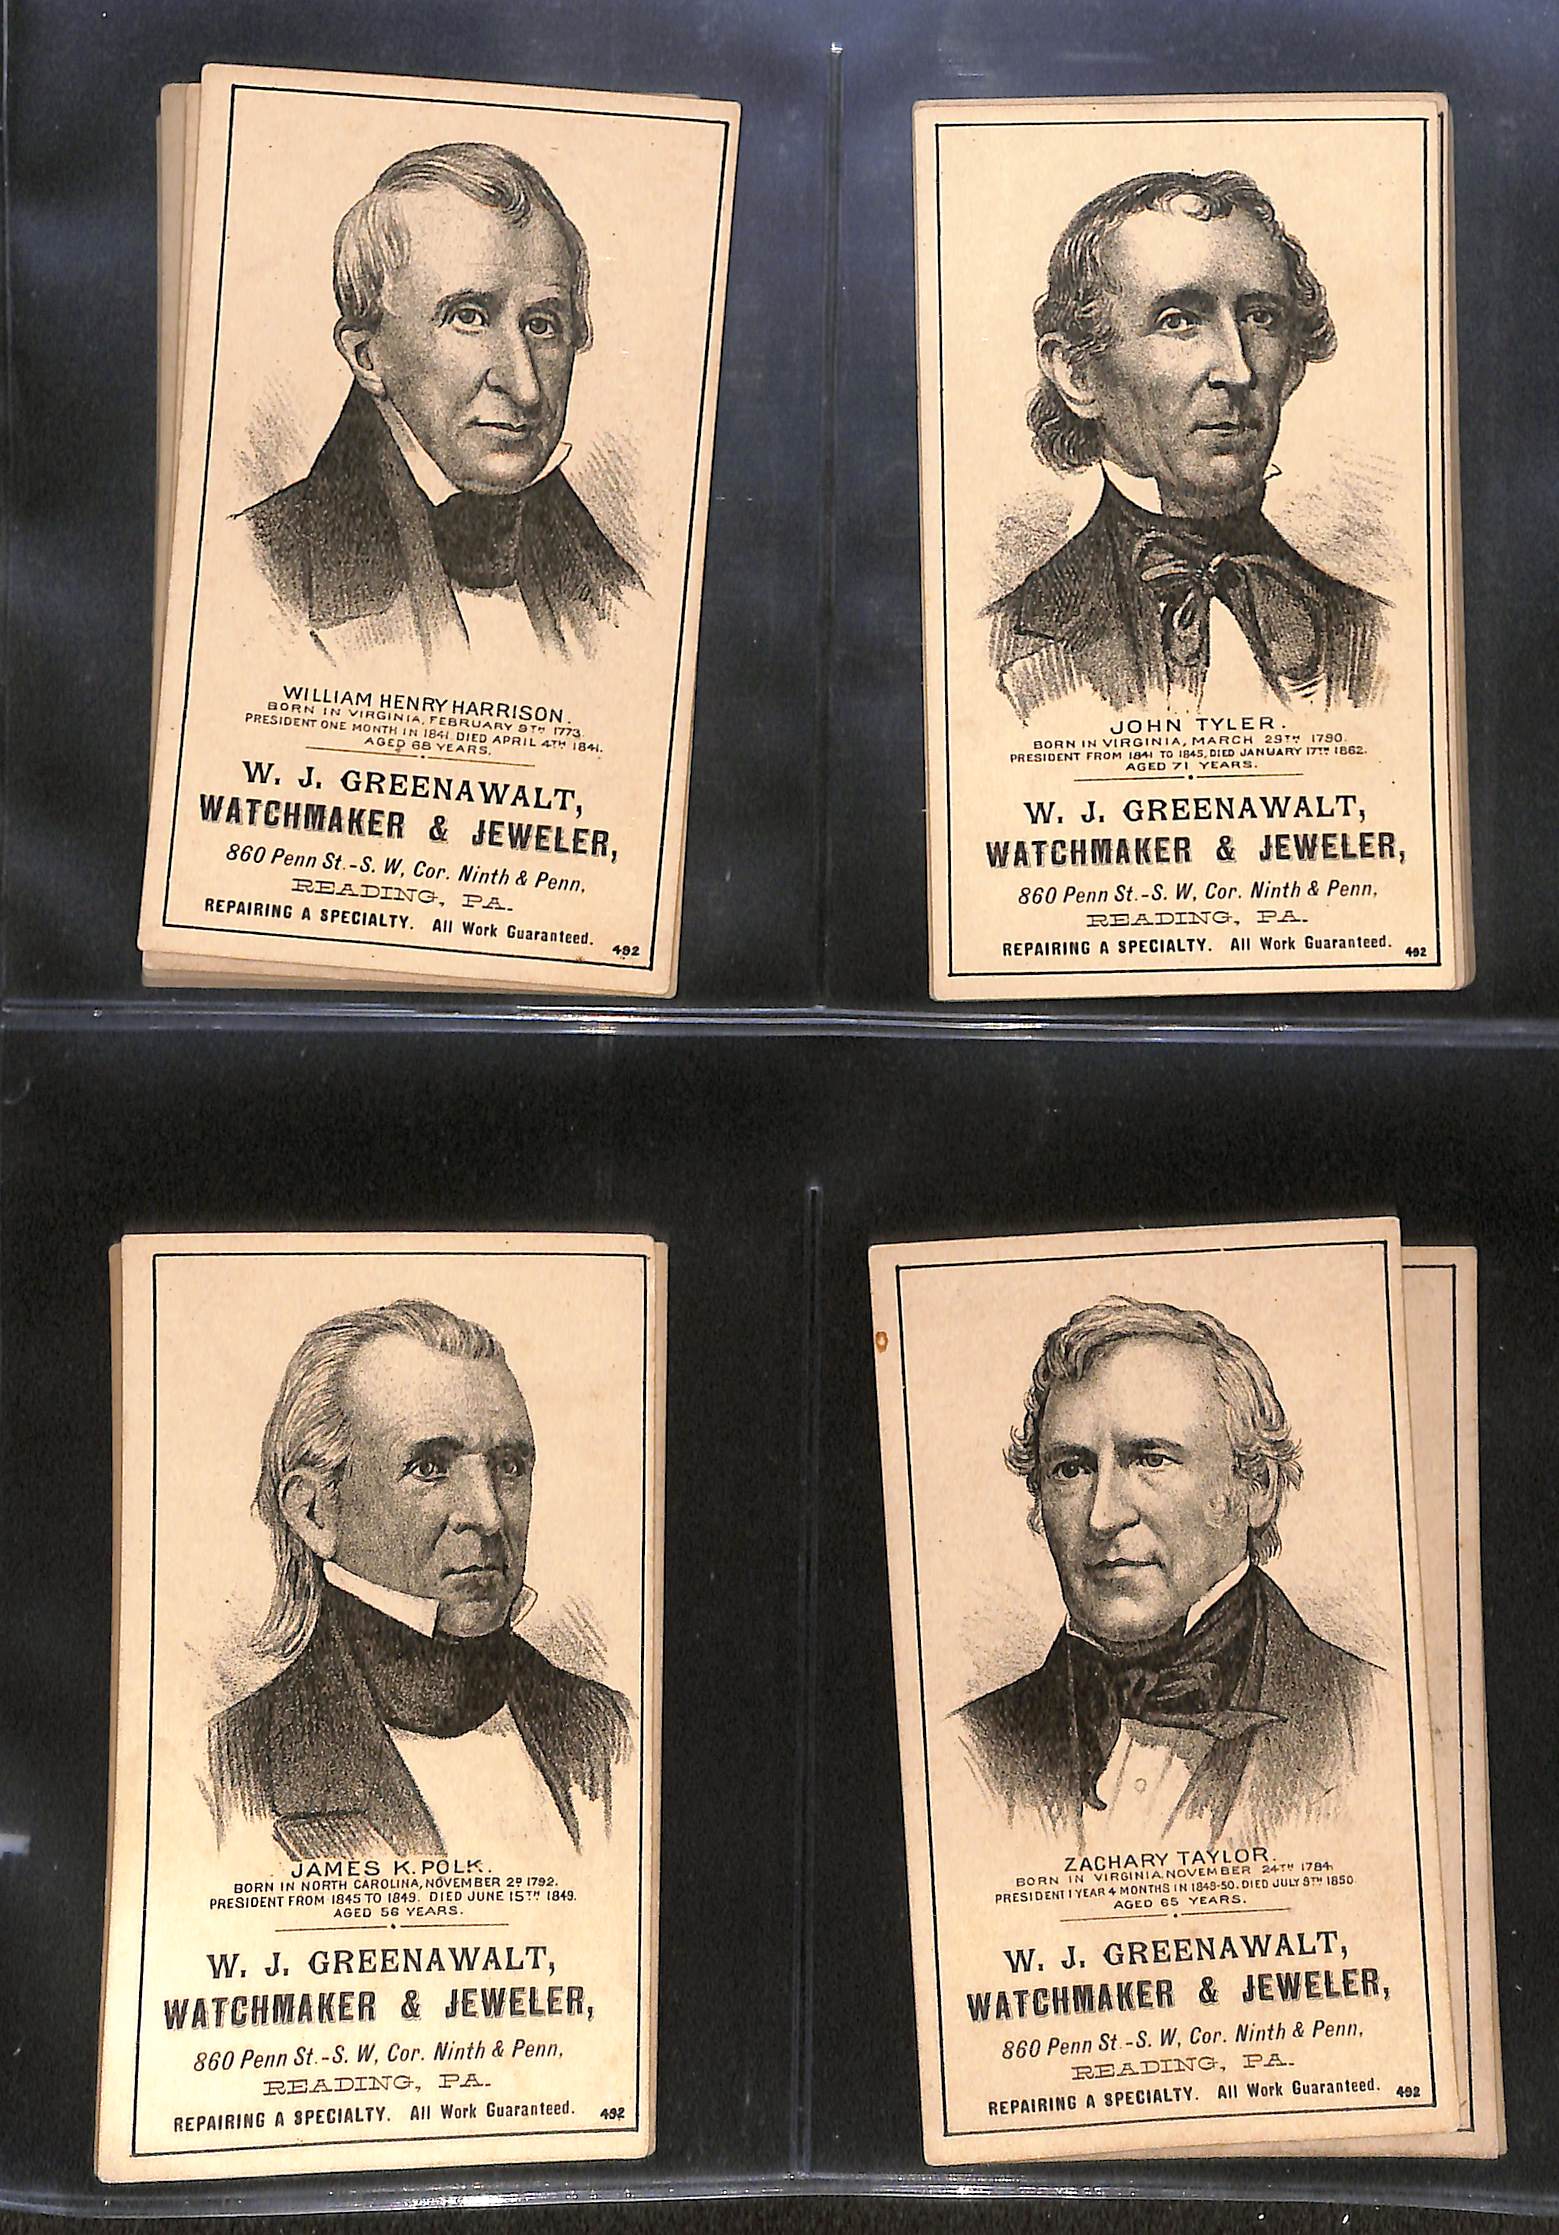 WILLIAM HENRY HARRISON.
BORN IN VIRGINIA, FEBRUARY 9TH 1773.
PRESIDENT ONE MONTH IN 1841. DIED APRIL 4TH 1841.
AGED 68 YEARS.
W. J. GREENAWALT,
WATCHMAKER & JEWELER,
860 Penn St.-S. W, Cor. Ninth & Penn,
READING, PA.
REPAIRING A SPECIALTY. All Work Guaranteed.
492
JOHN TYLER.
BORN IN VIRGINIA, MARCH 29TH 1790.
PRESIDENT FROM 1841 TO 1845, DIED JANUARY 17TH 1862.
AGED 71 YEARS.
W. J. GREENAWALT,
WATCHMAKER & JEWELER,
860 Penn St.-S. W, Cor. Ninth & Penn,
READING, PA.
REPAIRING A SPECIALTY. All Work Guaranteed.
492
JAMES K. POLK.
BORN IN NORTH CAROLINA, NOVEMBER 2D 1792.
PRESIDENT FROM 1845 TO 1849. DIED JUNE 15TH 1849.
AGED 56 YEARS.
W. J. GREENAWALT,
WATCHMAKER & JEWELER,
860 Penn St.-S. W, Cor. Ninth & Penn,
READING, PA.
REPAIRING A SPECIALTY. All Work Guaranteed.
492
ZACHARY TAYLOR.
BORN IN VIRGINIA, NOVEMBER 24TH 1784,
PRESIDENT 1 YEAR 4 MONTHS IN 1849-50. DIED JULY 9TH 1850
AGED 65 YEARS.
W. J. GREENAWALT,
WATCHMAKER & JEWELER,
860 Penn St.-S. W, Cor. Ninth & Penn,
READING, PA.
REPAIRING A SPECIALTY. All Work Guaranteed.
492